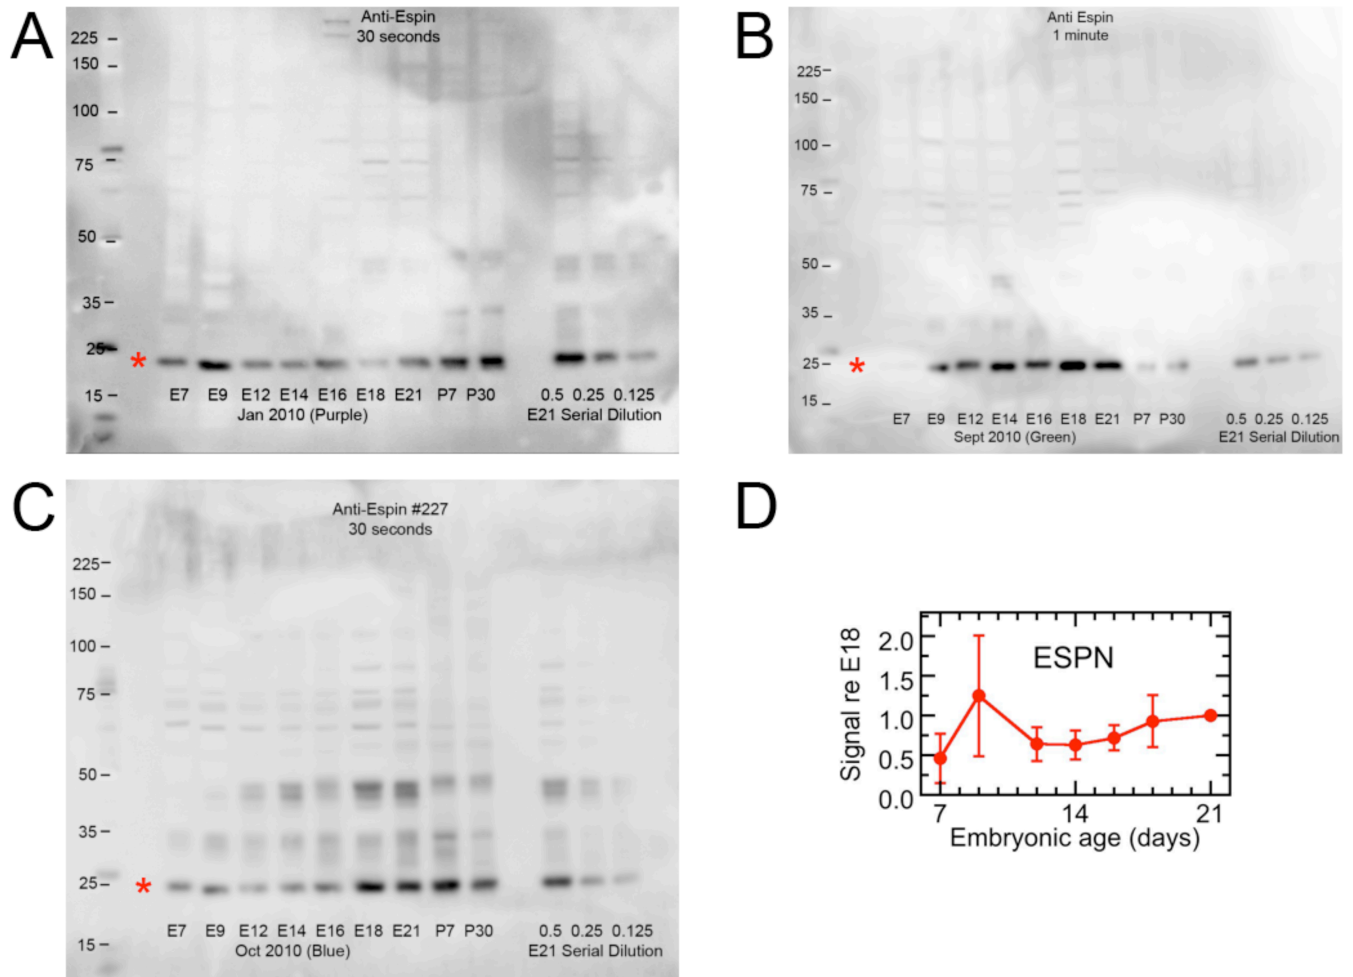 A
Anti-Espin
30 seconds
225
150
100
75
50
35
25
15
*
E7 E9 E12 E14 E16 E18 E21 P7 P30 0.5 0.25 0.125
Jan 2010 (Purple) E21 Serial Dilution
B
Anti Espin
1 minute
225
150
100
75
50
35
25
15
*
E7 E9 E12 E14 E16 E18 E21 P7 P30 0.5 0.25 0.125
Sept 2010 (Green) E21 Serial Dilution
C
Anti-Espin #227
30 seconds
225
150
100
75
50
35
25
15
*
E7 E9 E12 E14 E16 E18 E21 P7 P30 0.5 0.25 0.125
Oct 2010 (Blue) E21 Serial Dilution
D
Signal re E18
2.0
1.0
0.5
0.0
ESPN
7 14 21
Embryonic age (days)